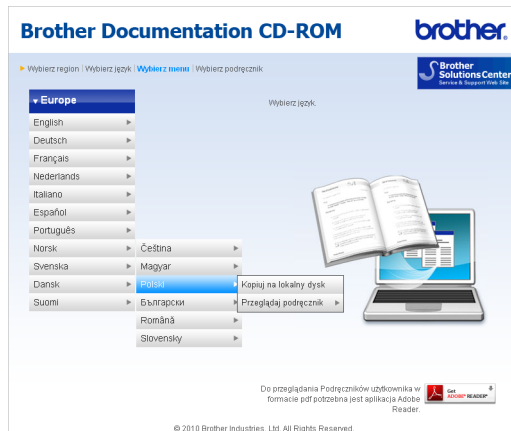 Brother Documentation CD-ROM
brother
Wybierz region | Wybierz język | Wybierz menu | Wybierz podręcznik
Brother
Solutions Center
Service & Support Web Site
Europe
Wybierz język.
English
Deutsch
Français
Nederlands
Italiano
Español
Português
Norsk
Čeština
Svenska
Magyar
Dansk
Polski
Kopiuj na lokalny dysk
Suomi
Български
Przeglądaj podręcznik
Română
Slovensky
Do przeglądania Podręczników użytkownika w
formacie pdf potrzebna jest aplikacja Adobe
Reader.
Get
ADOBE® READER®
© 2010 Brother Industries, Ltd. All Rights Reserved.